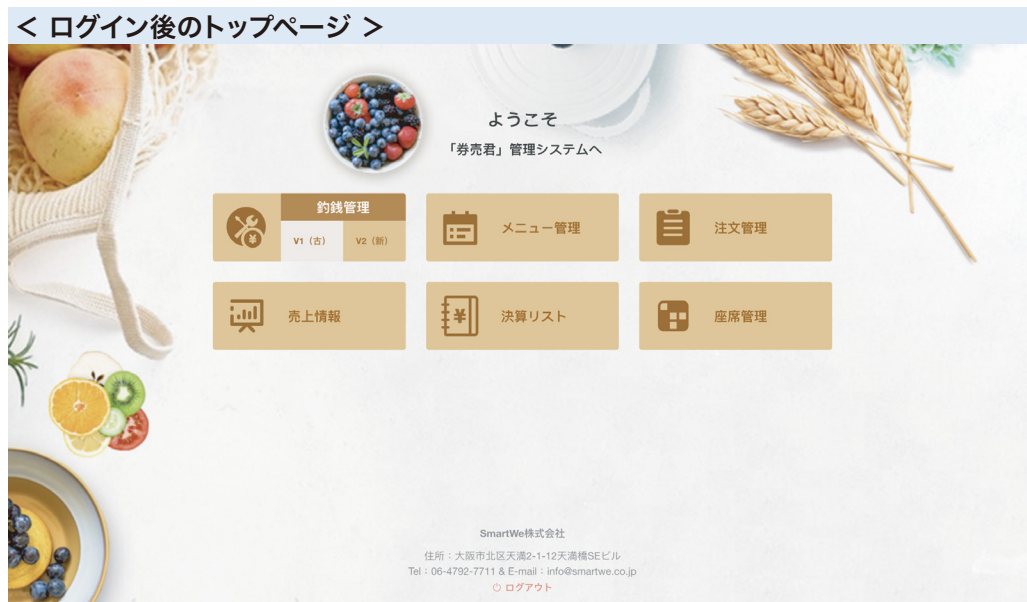 ＜ ログイン後のトップページ ＞
ようこそ
「券売君」管理システムへ
釣銭管理
V1（古） V2（新）
メニュー管理
注文管理
売上情報
決算リスト
座席管理
SmartWe株式会社
住所：大阪市北区天満2-1-12天満橋SEビル
Tel：06-4792-7711 & E-mail：info@smartwe.co.jp
ログアウト